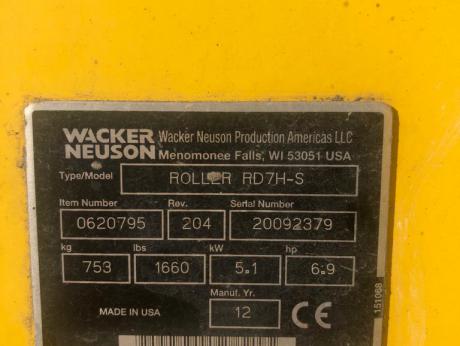 WACKER NEUSON Wacker Neuson Production Americas LLC
Menomonee Falls, WI 53051 USA
Type/Model ROLLER RD7H-S
Item Number Rev. Serial Number
0620795 204 20092379
kg lbs kW hp
753 1660 5.1 6.9
Manuf. Yr.
MADE IN USA 12 CE
151068